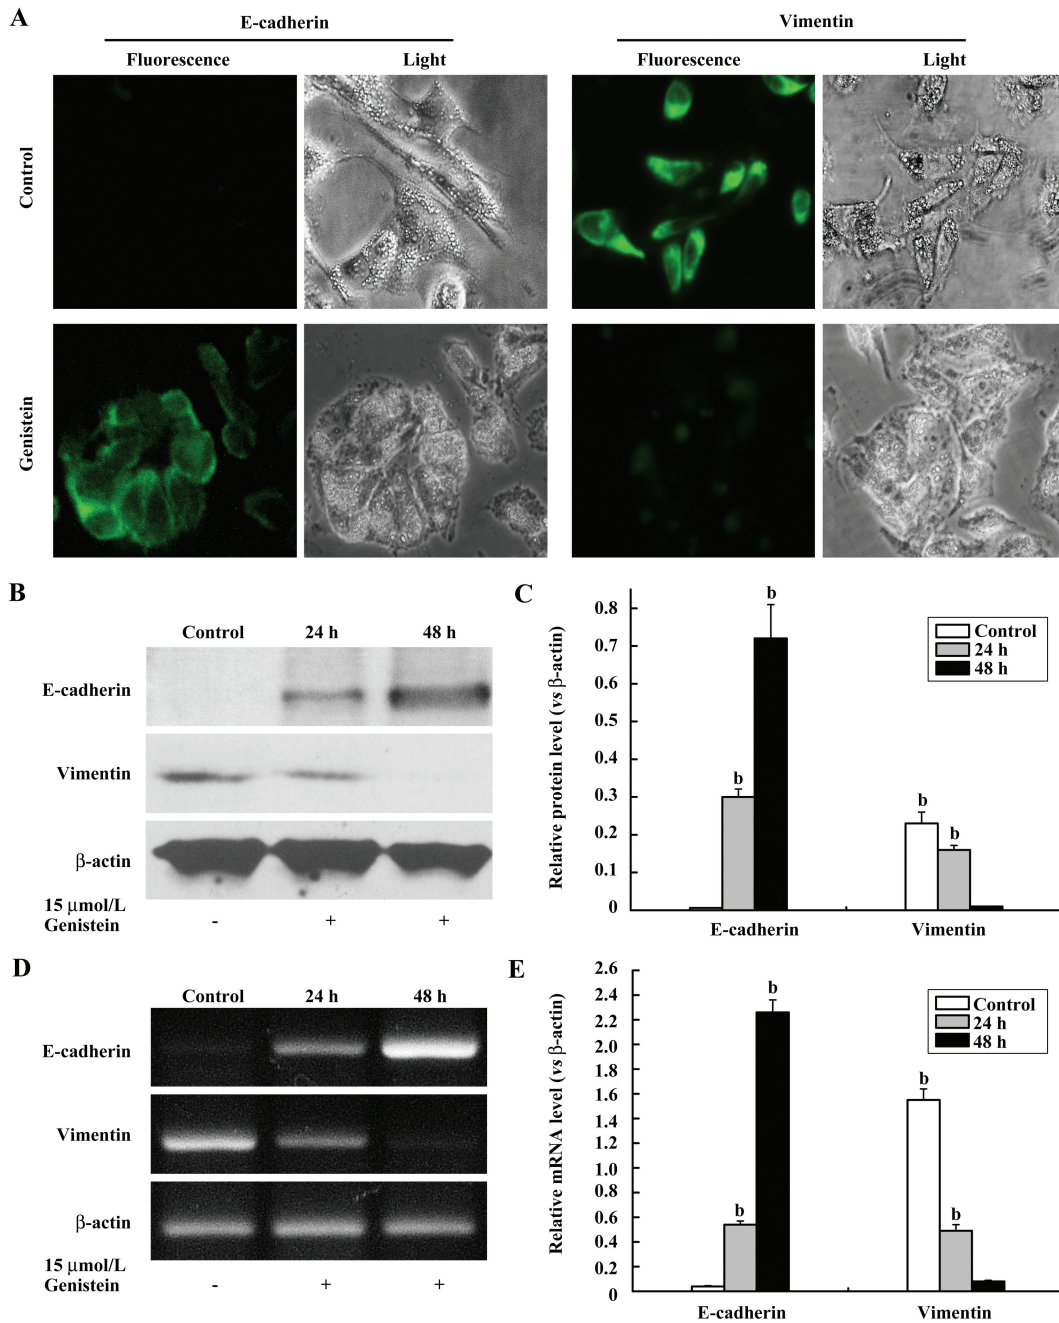 A
E-cadherin
Vimentin
Fluorescence
Light
Fluorescence
Light
Control
Genistein
B
Control 24 h 48 h
E-cadherin
Vimentin
β-actin
15 μmol/L
Genistein - + +
C
Relative protein level (vs β-actin)
0.8
0.7
0.6
0.5
0.4
0.3
0.2
0.1
0
b
b
b
b
Control
24 h
48 h
E-cadherin
Vimentin
D
Control 24 h 48 h
E-cadherin
Vimentin
β-actin
15 μmol/L
Genistein - + +
E
Relative mRNA level (vs β-actin)
2.6
2.4
2.2
2.0
1.8
1.6
1.4
1.2
1.0
0.8
0.6
0.4
0.2
0
b
b
b
b
Control
24 h
48 h
E-cadherin
Vimentin